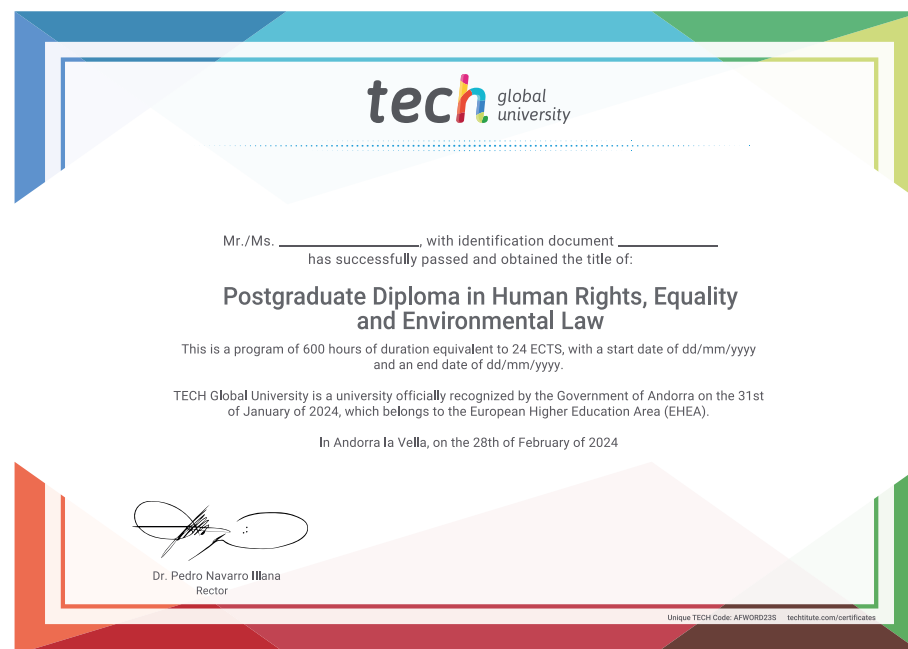 tech global
university
Mr./Ms. ____________________, with identification document ______________
has successfully passed and obtained the title of:
Postgraduate Diploma in Human Rights, Equality
and Environmental Law
This is a program of 600 hours of duration equivalent to 24 ECTS, with a start date of dd/mm/yyyy
and an end date of dd/mm/yyyy.
TECH Global University is a university officially recognized by the Government of Andorra on the 31st
of January of 2024, which belongs to the European Higher Education Area (EHEA).
In Andorra la Vella, on the 28th of February of 2024
Dr. Pedro Navarro Illana
Rector
Unique TECH Code: AFWORD23S techtitute.com/certificates